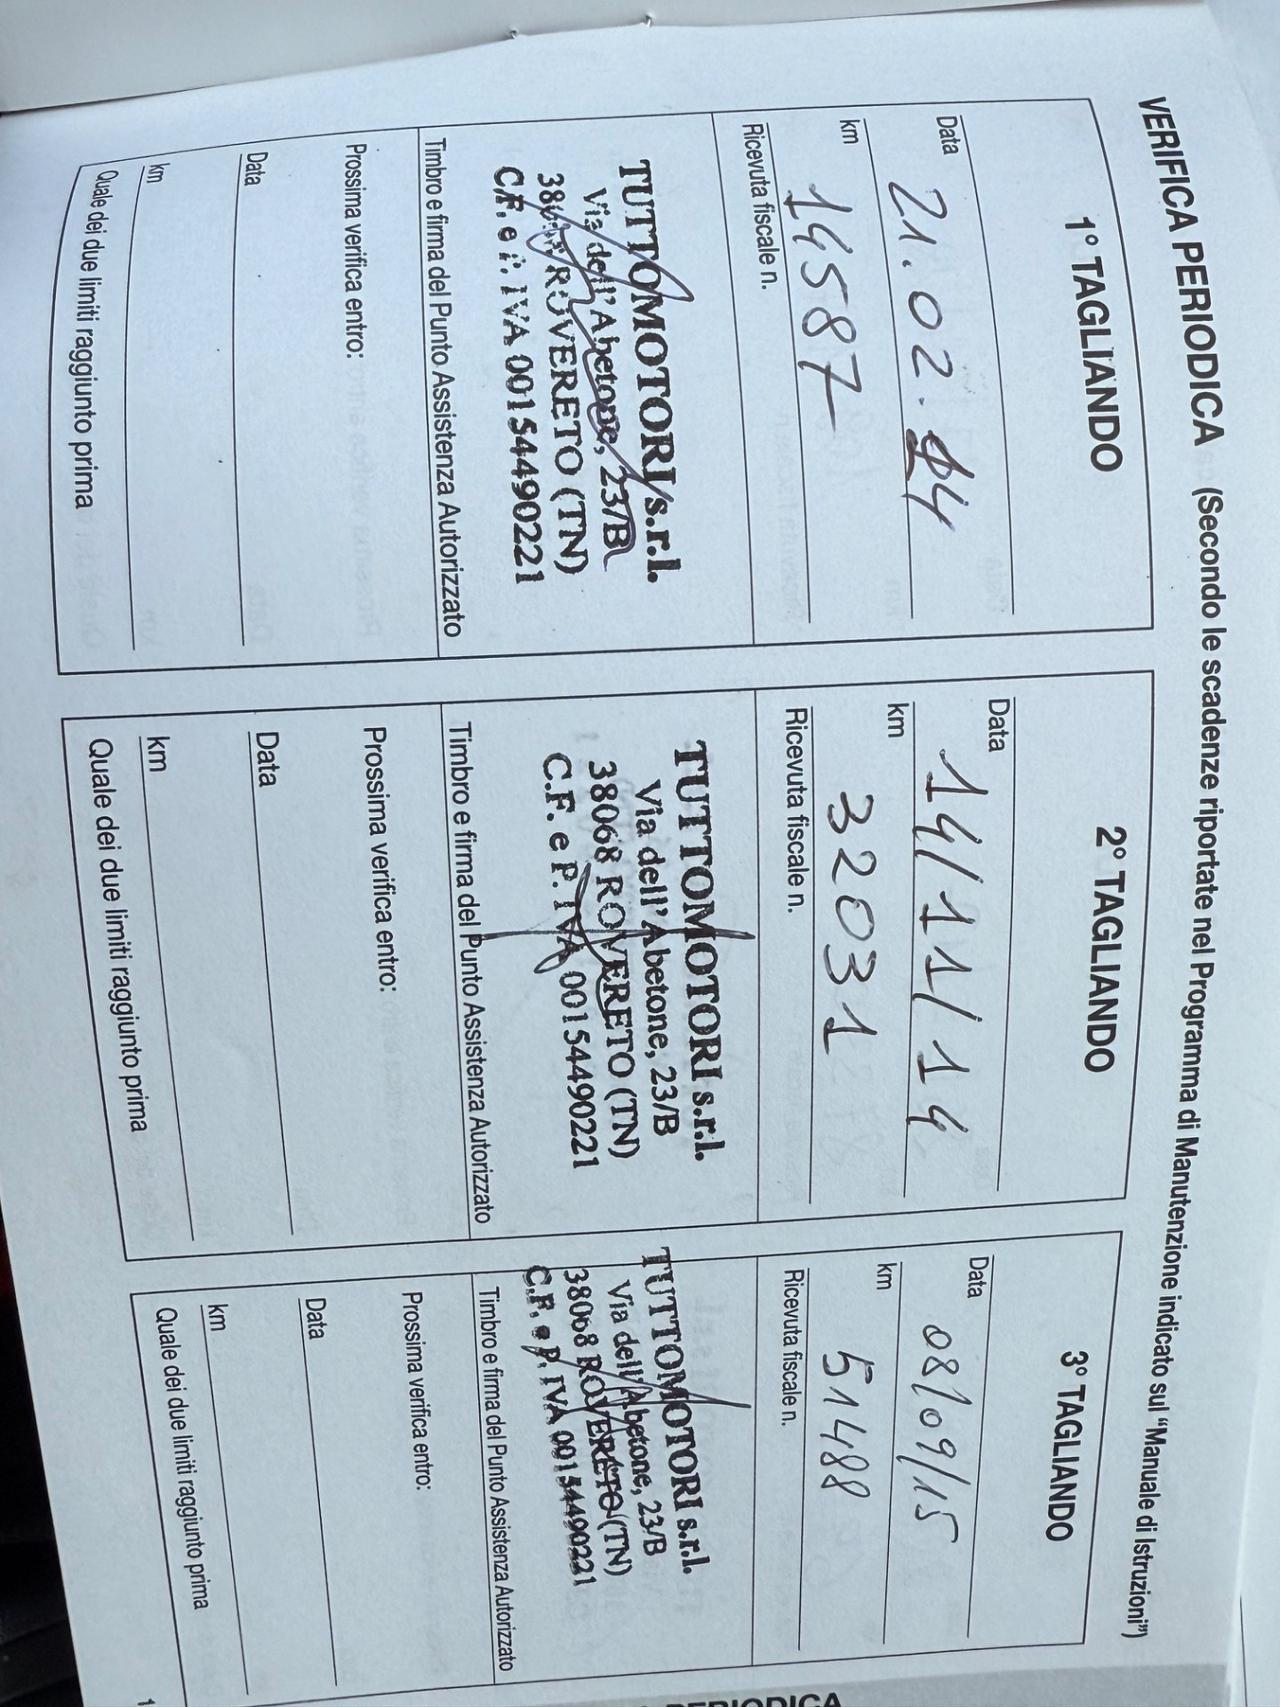 VERIFICA PERIODICA (Secondo le scadenze riportate nel Programma di Manutenzione indicato sul “Manuale di Istruzioni”)
1° TAGLIANDO
Data 21.02.14
km 14587
Ricevuta fiscale n.
TUTTOMOTORI s.r.l.
Via dell'Abetone, 23/B
38068 ROVERETO (TN)
C.F. e P. IVA 00154490221
Timbro e firma del Punto Assistenza Autorizzato
Prossima verifica entro:
Data
km
Quale dei due limiti raggiunto prima
2° TAGLIANDO
Data 14/11/14
km 32031
Ricevuta fiscale n.
TUTTOMOTORI s.r.l.
Via dell'Abetone, 23/B
38068 ROVERETO (TN)
C.F. e P. IVA 00154490221
Timbro e firma del Punto Assistenza Autorizzato
Prossima verifica entro:
Data
km
Quale dei due limiti raggiunto prima
3° TAGLIANDO
Data 08/09/15
km 51488
Ricevuta fiscale n.
TUTTOMOTORI s.r.l.
Via dell'Abetone, 23/B
38068 ROVERETO (TN)
C.F. e P. IVA 00154490221
Timbro e firma del Punto Assistenza Autorizzato
Prossima verifica entro:
Data
km
Quale dei due limiti raggiunto prima
PERIODICA
1